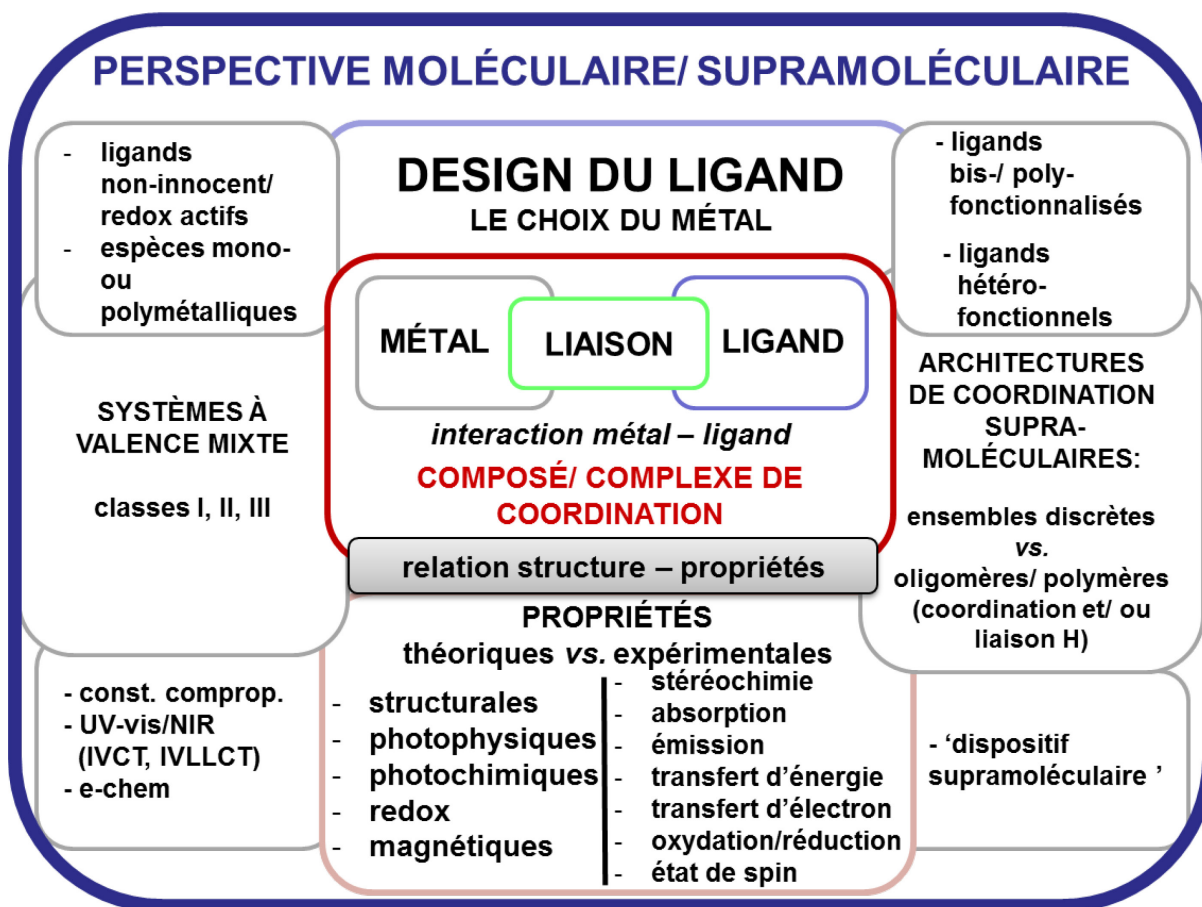 PERSPECTIVE MOLÉCULAIRE/ SUPRAMOLÉCULAIRE
- ligands
non-innocent/
redox actifs
- espèces mono-
ou
polymétalliques
SYSTÈMES À
VALENCE MIXTE
classes I, II, III
- const. comprop.
- UV-vis/NIR
(IVCT, IVLLCT)
- e-chem
DESIGN DU LIGAND
LE CHOIX DU MÉTAL
MÉTAL
LIAISON
LIGAND
interaction métal – ligand
COMPOSÉ/ COMPLEXE DE
COORDINATION
relation structure – propriétés
PROPRIÉTÉS
théoriques vs. expérimentales
- structurales
- photophysiques
- photochimiques
- redox
- magnétiques
- stéréochimie
- absorption
- émission
- transfert d’énergie
- transfert d’électron
- oxydation/réduction
- état de spin
- ligands
bis-/ poly-
fonctionnalisés
- ligands
hétéro-
fonctionnels
ARCHITECTURES
DE COORDINATION
SUPRA-
MOLÉCULAIRES:
ensembles discrètes
vs.
oligomères/ polymères
(coordination et/ ou
liaison H)
- ‘dispositif
supramoléculaire ’